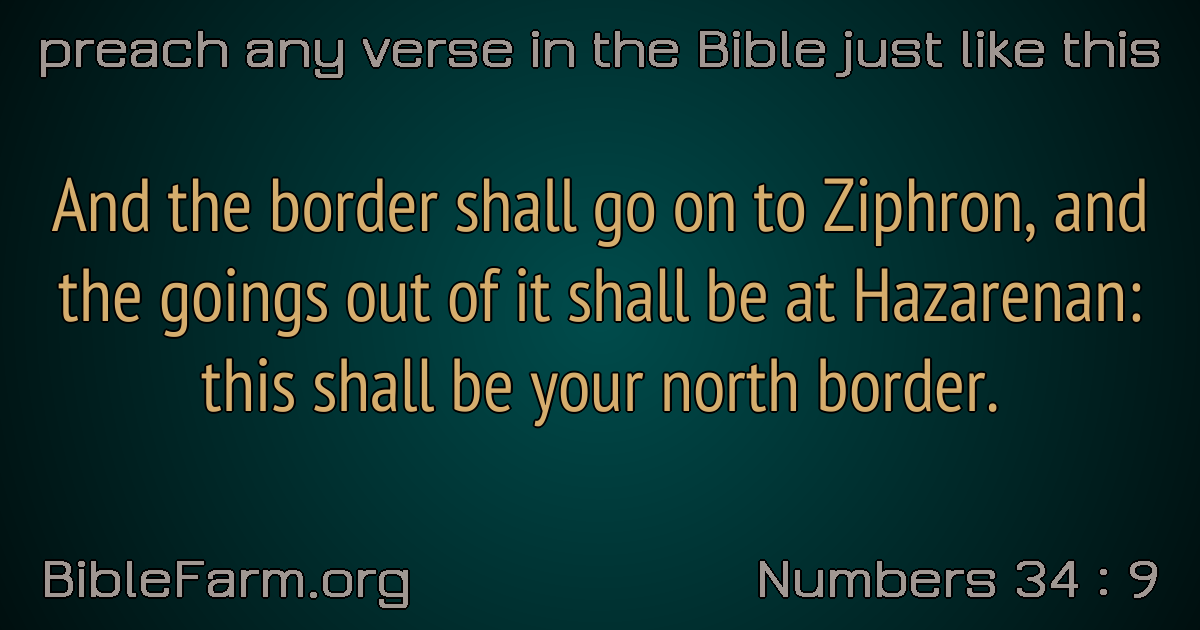 preach any verse in the Bible just like this
And the border shall go on to Ziphron, and
the goings out of it shall be at Hazarenan:
this shall be your north border.
BibleFarm.org
Numbers 34 : 9